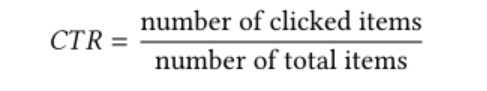 CTR = number of clicked items
number of total items